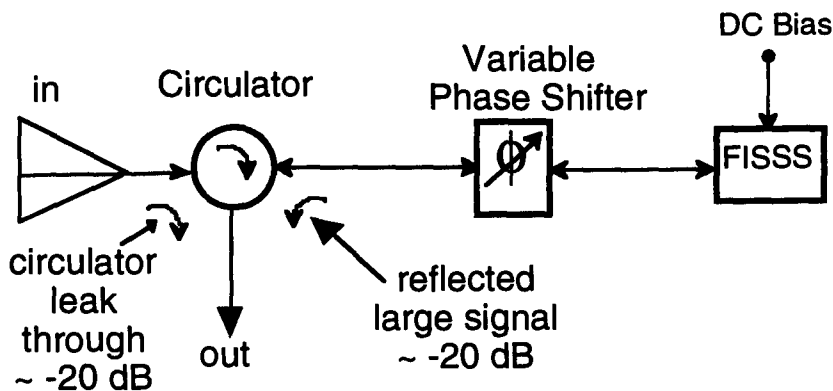 DC Bias
in
Circulator
Variable
Phase Shifter
ϕ
FISSS
circulator
leak
through
~ -20 dB
out
reflected
large signal
~ -20 dB